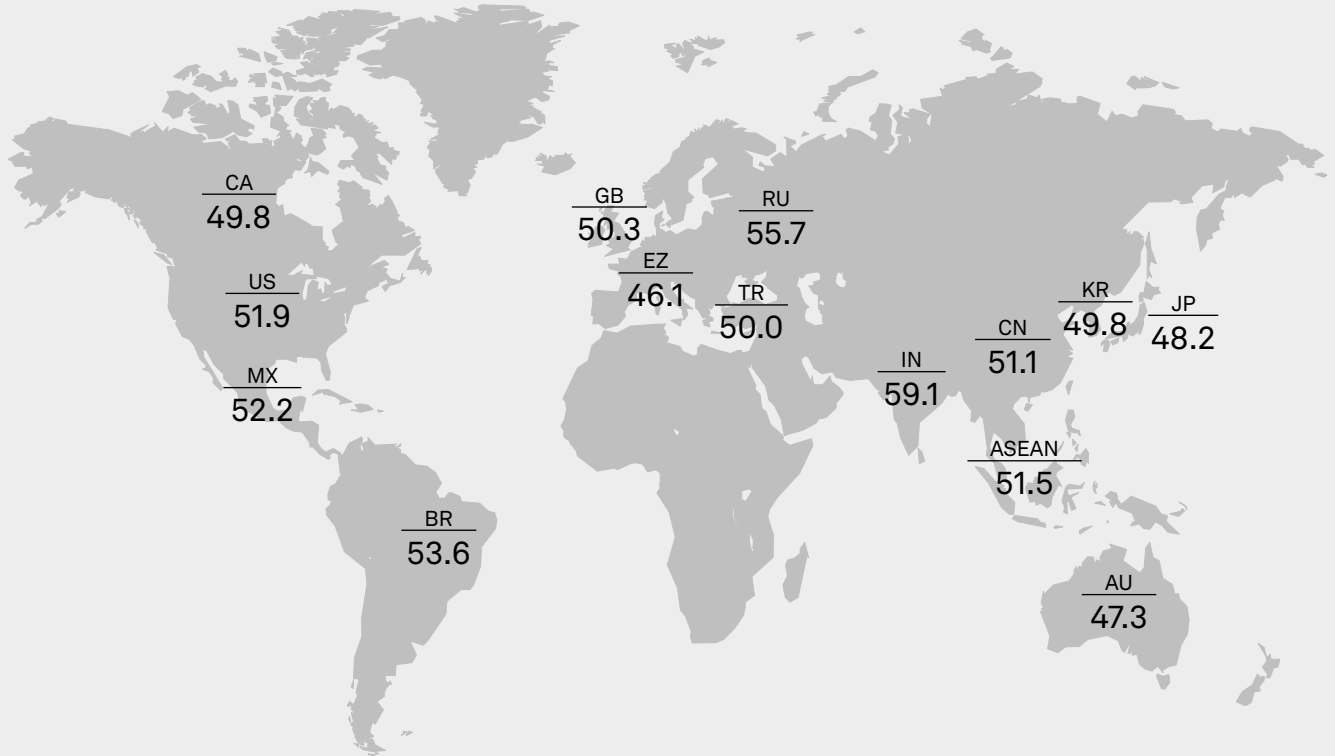 CA
49.8
US
51.9
MX
52.2
BR
53.6
GB
50.3
EZ
46.1
RU
55.7
TR
50.0
IN
59.1
CN
51.1
KR
49.8
JP
48.2
ASEAN
51.5
AU
47.3